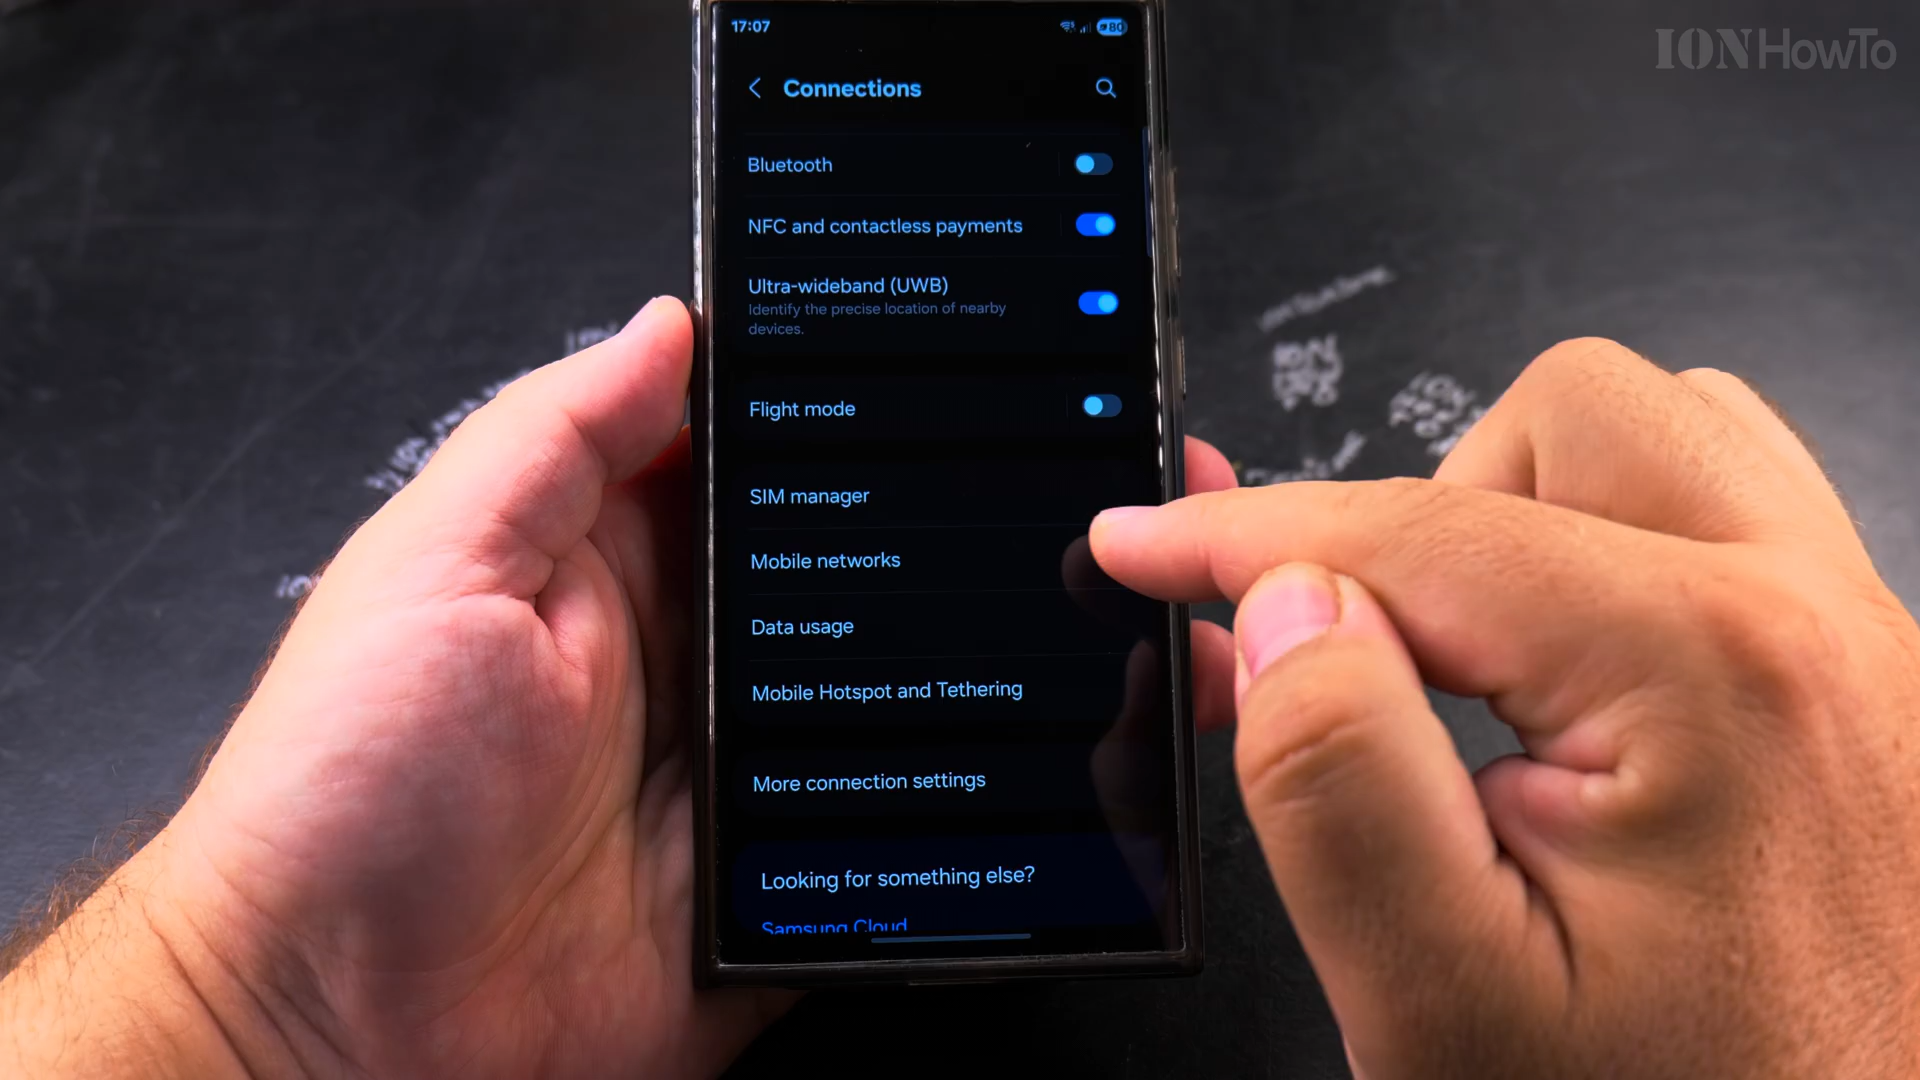 17:07
80
IONHowTo
Connections
Bluetooth
NFC and contactless payments
Ultra-wideband (UWB)
Identify the precise location of nearby
devices.
Flight mode
SIM manager
Mobile networks
Data usage
Mobile Hotspot and Tethering
More connection settings
Looking for something else?
Samsung Cloud